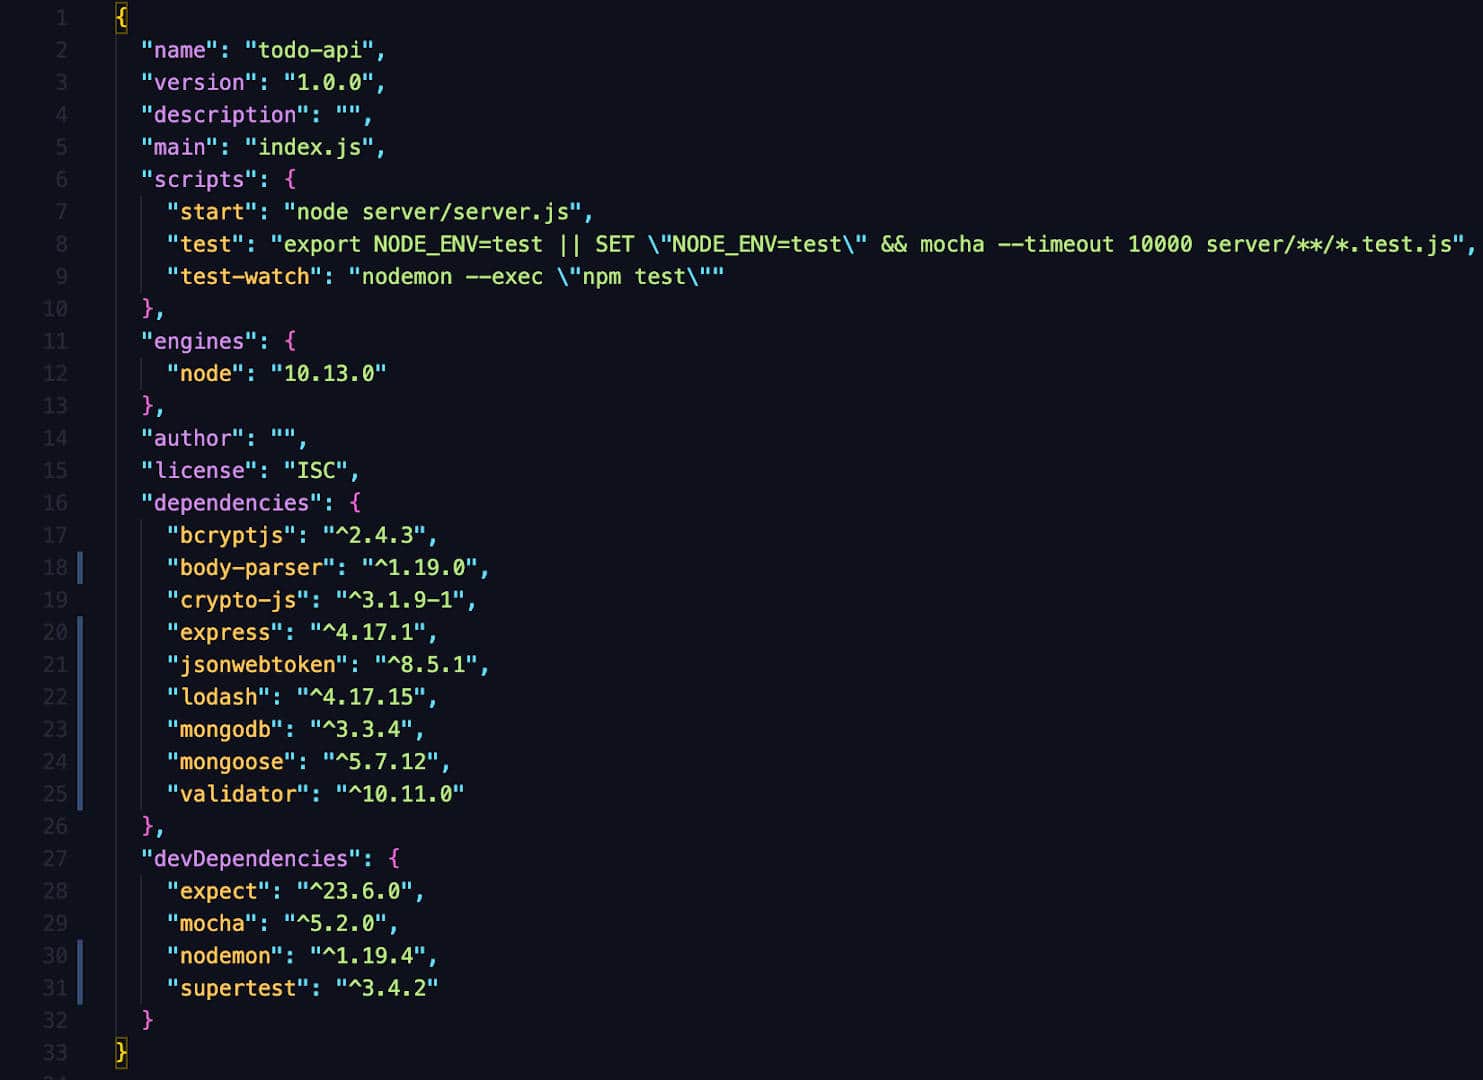 1 {
2 "name": "todo-api",
3 "version": "1.0.0",
4 "description": "",
5 "main": "index.js",
6 "scripts": {
7 "start": "node server/server.js",
8 "test": "export NODE_ENV=test || SET \"NODE_ENV=test\" && mocha --timeout 10000 server/**/*.test.js",
9 "test-watch": "nodemon --exec \"npm test\""
10 },
11 "engines": {
12 "node": "10.13.0"
13 },
14 "author": "",
15 "license": "ISC",
16 "dependencies": {
17 "bcryptjs": "^2.4.3",
18 "body-parser": "^1.19.0",
19 "crypto-js": "^3.1.9-1",
20 "express": "^4.17.1",
21 "jsonwebtoken": "^8.5.1",
22 "lodash": "^4.17.15",
23 "mongodb": "^3.3.4",
24 "mongoose": "^5.7.12",
25 "validator": "^10.11.0"
26 },
27 "devDependencies": {
28 "expect": "^23.6.0",
29 "mocha": "^5.2.0",
30 "nodemon": "^1.19.4",
31 "supertest": "^3.4.2"
32 }
33 }